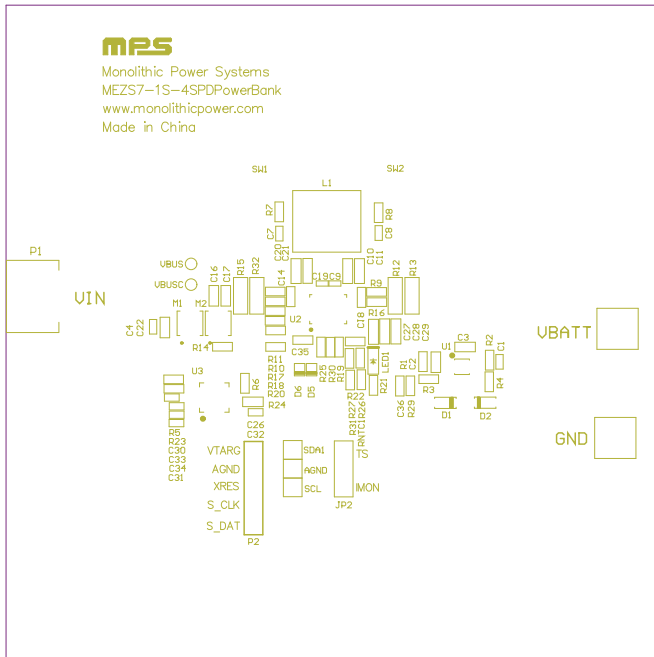 mps
Monolithic Power Systems
MEZS7-1S-4SPDPowerBank
www.monolithicpower.com
Made in China
SW1
SW2
L1
R7
R8
C7
C8
P1
VIN
VBUS
VBUSC
C20
C21
C10
C11
R15
R32
C14
C19
C9
R12
R13
R9
C16
C17
M1
M2
C4
C22
U2
C18
R16
C27
C28
C29
R14
C35
LED1
R1
C2
U1
C3
R2
C1
VBATT
R11
R10
R17
R18
R20
R24
R25
R30
R19
R21
R3
R4
U3
R6
D6
D5
R22
R27
R31
R26
RNTC1
C36
R29
D1
D2
R5
R23
C30
C33
C34
C31
C26
C32
GND
VTARG
AGND
XRES
S_CLK
S_DAT
P2
SDA1
AGND
SCL
TS
IMON
JP2